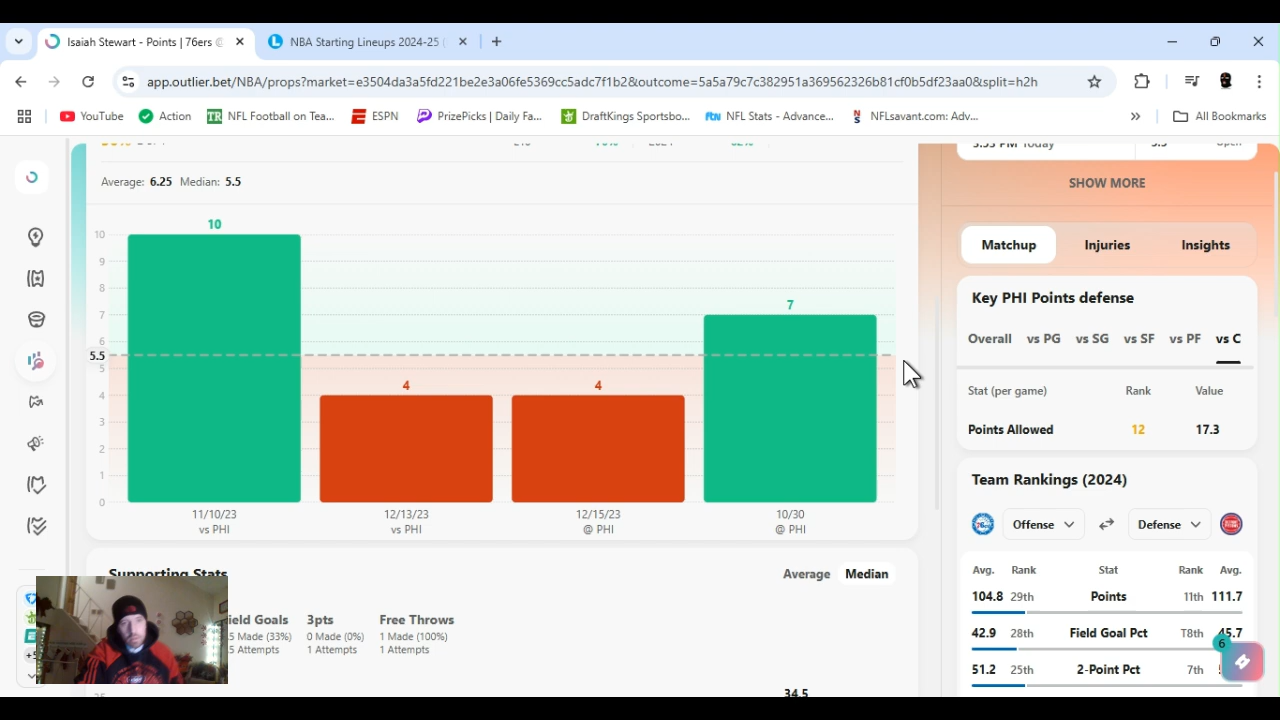 Isaiah Stewart - Points | 76ers @
NBA Starting Lineups 2024-25 |
app.outlier.bet/NBA/props?market=e3504da3a5fd221be2e3a06fe5369cc5adc7f1b2&outcome=5a5a79c7c382951a369562326b81cf0b5df23aa0&split=h2h
YouTube
Action
NFL Football on Tea...
ESPN
PrizePicks | Daily Fa...
DraftKings Sportsbo...
NFL Stats - Advance...
NFLsavant.com: Adv...
»
All Bookmarks
Average: 6.25 Median: 5.5
10
10
9
8
7
7
6
5.5
5
4
4
4
3
2
1
0
11/10/23
vs PHI
12/13/23
vs PHI
12/15/23
@ PHI
10/30
@ PHI
Supporting Stats
Average Median
ield Goals
5 Made (33%)
5 Attempts
3pts
0 Made (0%)
1 Attempts
Free Throws
1 Made (100%)
1 Attempts
34.5
SHOW MORE
Matchup Injuries Insights
Key PHI Points defense
Overall vs PG vs SG vs SF vs PF vs C
Stat (per game) Rank Value
Points Allowed 12 17.3
Team Rankings (2024)
Offense Defense
Avg. Rank Stat Rank Avg.
104.8 29th Points 11th 111.7
42.9 28th Field Goal Pct T8th 45.7
6
51.2 25th 2-Point Pct 7th